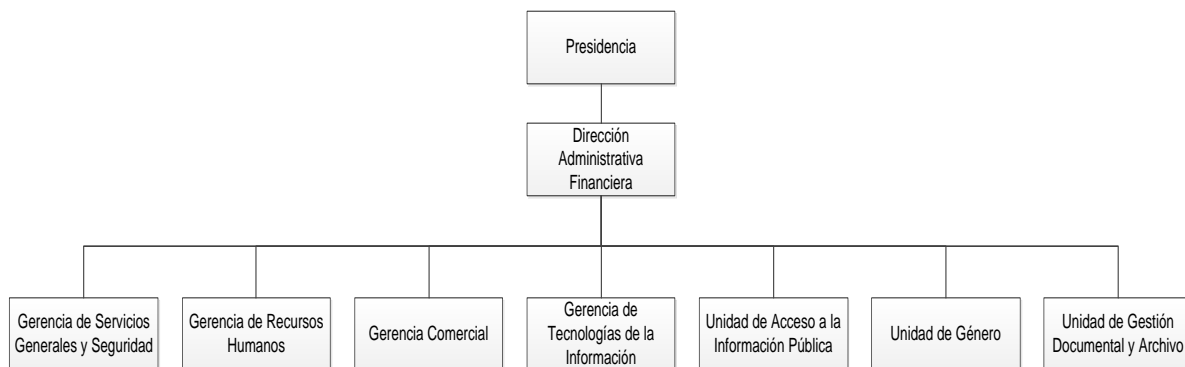 Presidencia
Dirección
Administrativa
Financiera
Gerencia de Servicios
Generales y Seguridad
Gerencia de Recursos
Humanos
Gerencia Comercial
Gerencia de
Tecnologías de la
Información
Unidad de Acceso a la
Información Pública
Unidad de Género
Unidad de Gestión
Documental y Archivo